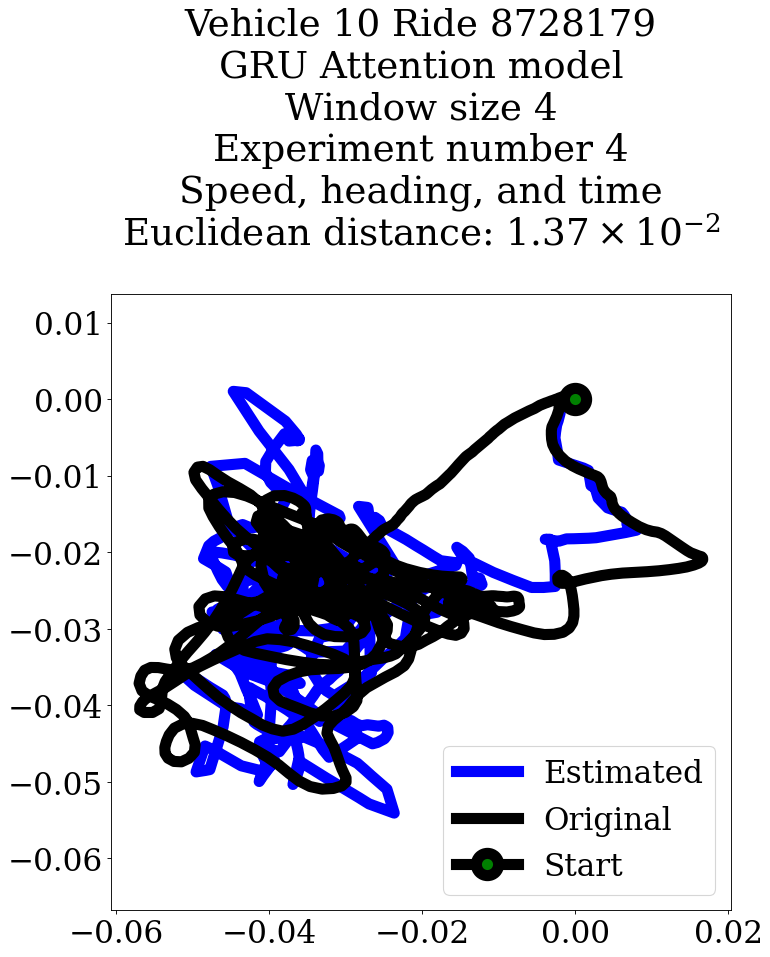 Vehicle 10 Ride 8728179
GRU Attention model
Window size 4
Experiment number 4
Speed, heading, and time
Euclidean distance: 1.37 × 10⁻²
0.01
0.00
−0.01
−0.02
−0.03
−0.04
−0.05
−0.06
Estimated
Original
Start
−0.06 −0.04 −0.02 0.00 0.02